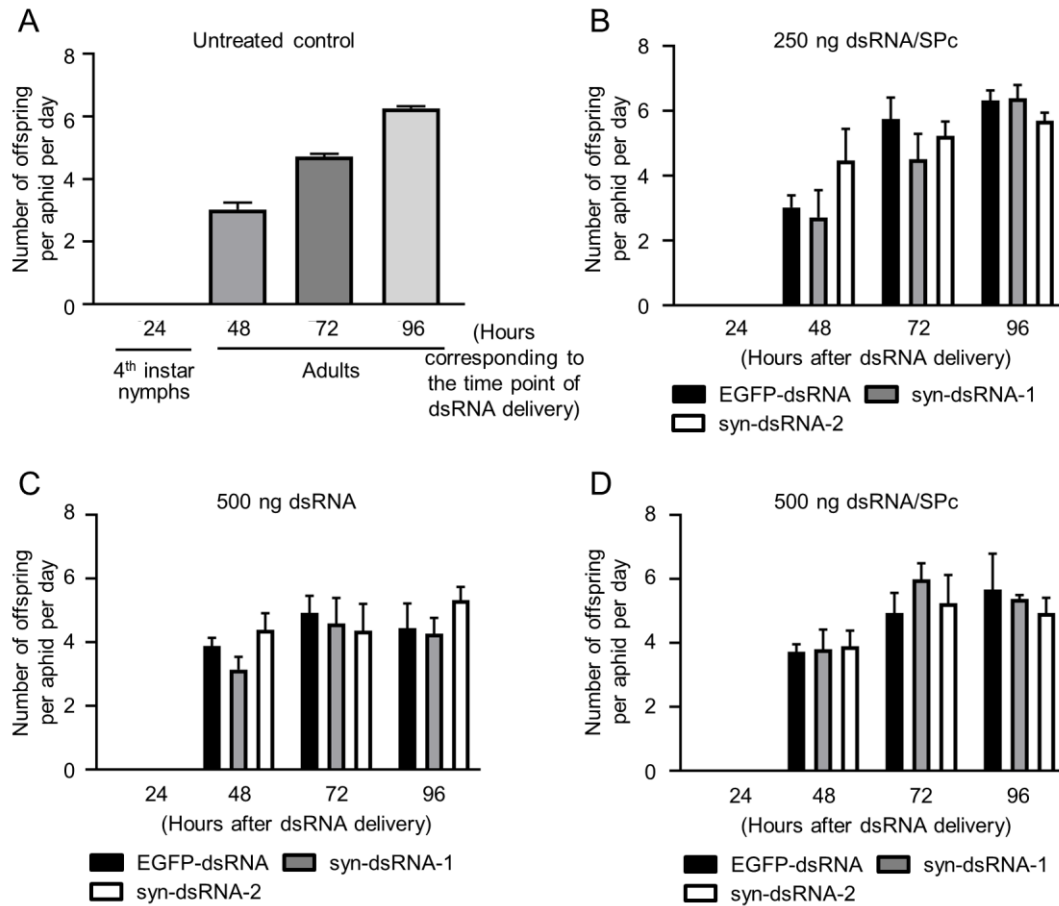 A
Untreated control
Number of offspring
per aphid per day
8
6
4
2
0
24
48
72
96
(Hours
corresponding to
the time point of
dsRNA delivery)
4th instar
nymphs
Adults
B
250 ng dsRNA/SPc
Number of offspring
per aphid per day
8
6
4
2
0
24
48
72
96
(Hours after dsRNA delivery)
EGFP-dsRNA
syn-dsRNA-1
syn-dsRNA-2
C
500 ng dsRNA
Number of offspring
per aphid per day
8
6
4
2
0
24
48
72
96
(Hours after dsRNA delivery)
EGFP-dsRNA
syn-dsRNA-1
syn-dsRNA-2
D
500 ng dsRNA/SPc
Number of offspring
per aphid per day
8
6
4
2
0
24
48
72
96
(Hours after dsRNA delivery)
EGFP-dsRNA
syn-dsRNA-1
syn-dsRNA-2